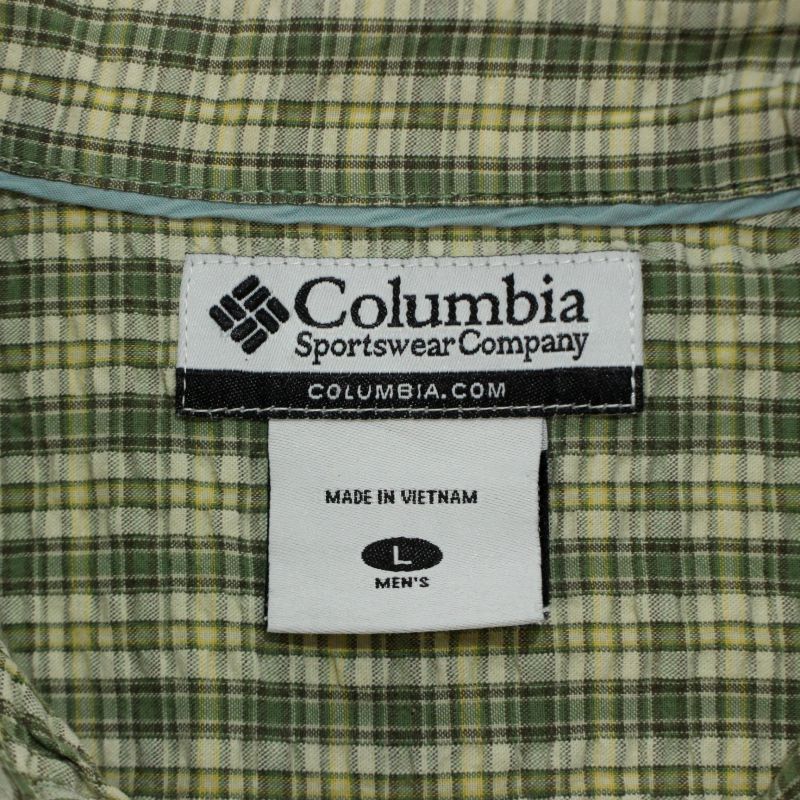 Columbia
Sportswear Company
COLUMBIA.COM
MADE IN VIETNAM
L
MEN'S